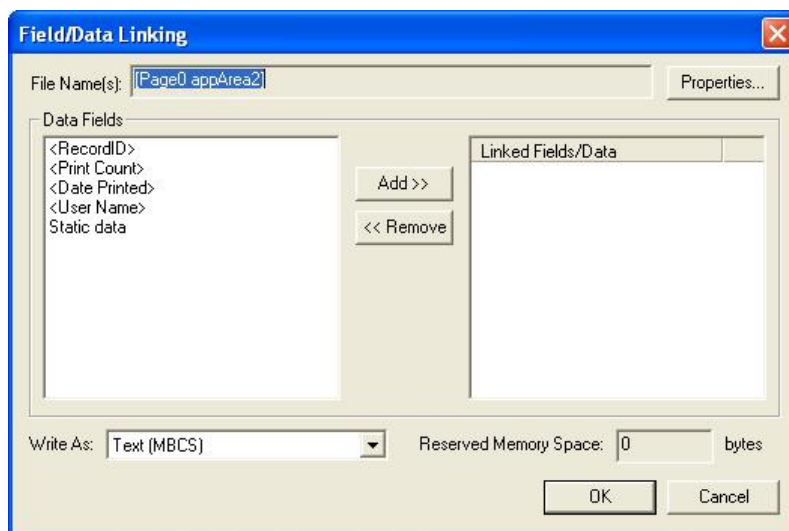 Field/Data Linking
File Name(s): [Page0 appArea2] Properties...
Data Fields
<RecordID>
<Print Count>
<Date Printed>
<User Name>
Static data
Add >>
<< Remove
Linked Fields/Data
Write As: Text (MBCS) Reserved Memory Space: 0 bytes
OK Cancel